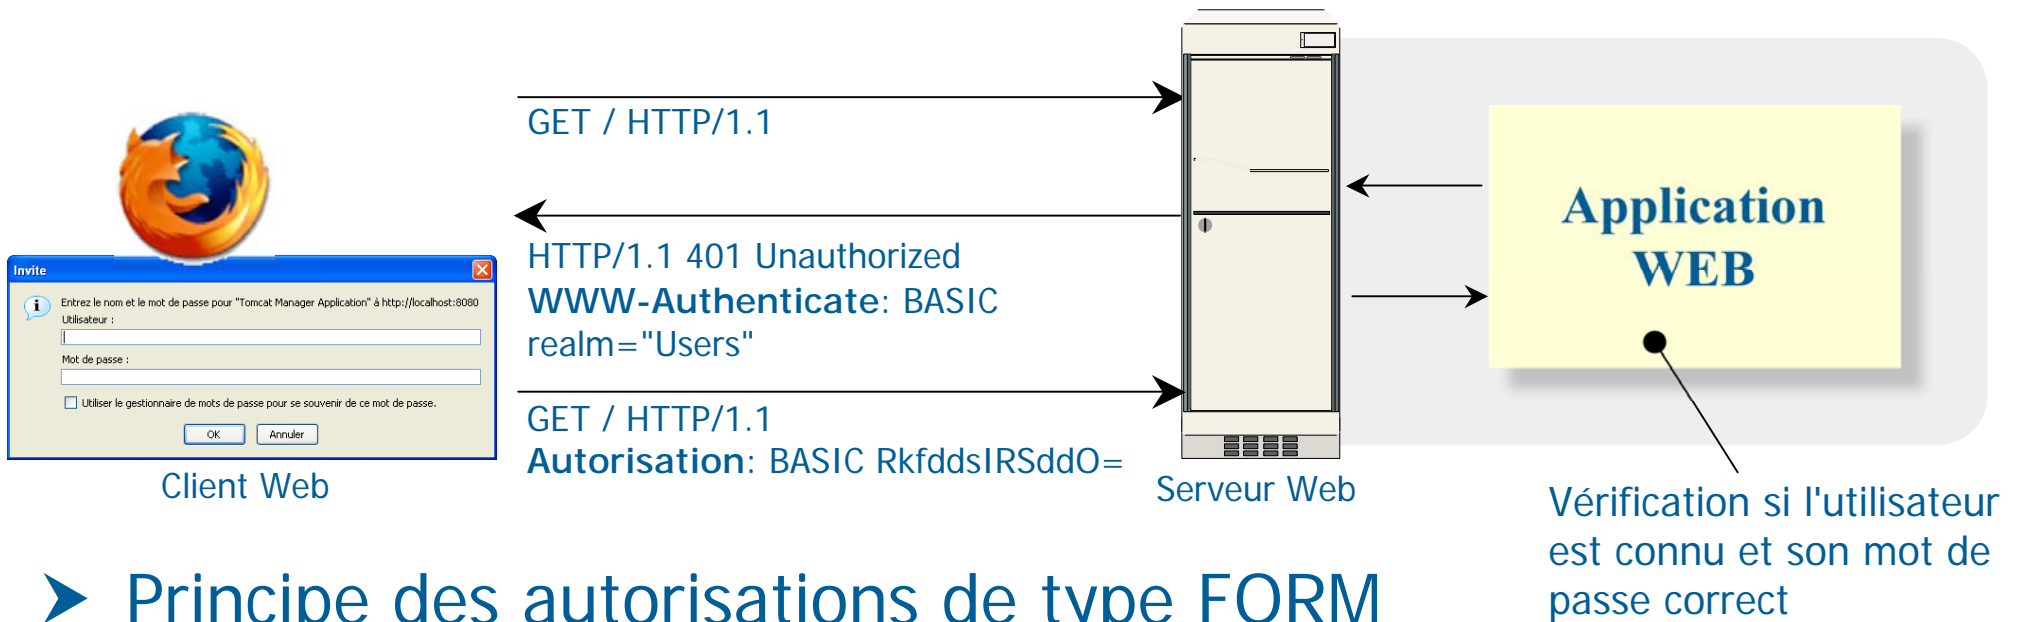 GET / HTTP/1.1
HTTP/1.1 401 Unauthorized
WWW-Authenticate: BASIC
realm="Users"
GET / HTTP/1.1
Autorisation: BASIC RkfddsIRSddO=
Invite
Entrez le nom et le mot de passe pour "Tomcat Manager Application" à http://localhost:8080
Utilisateur :
Mot de passe :
Utiliser le gestionnaire de mots de passe pour se souvenir de ce mot de passe.
OK Annuler
Client Web
Serveur Web
Application
WEB
Vérification si l'utilisateur
est connu et son mot de
passe correct
Principe des autorisations de type FORM